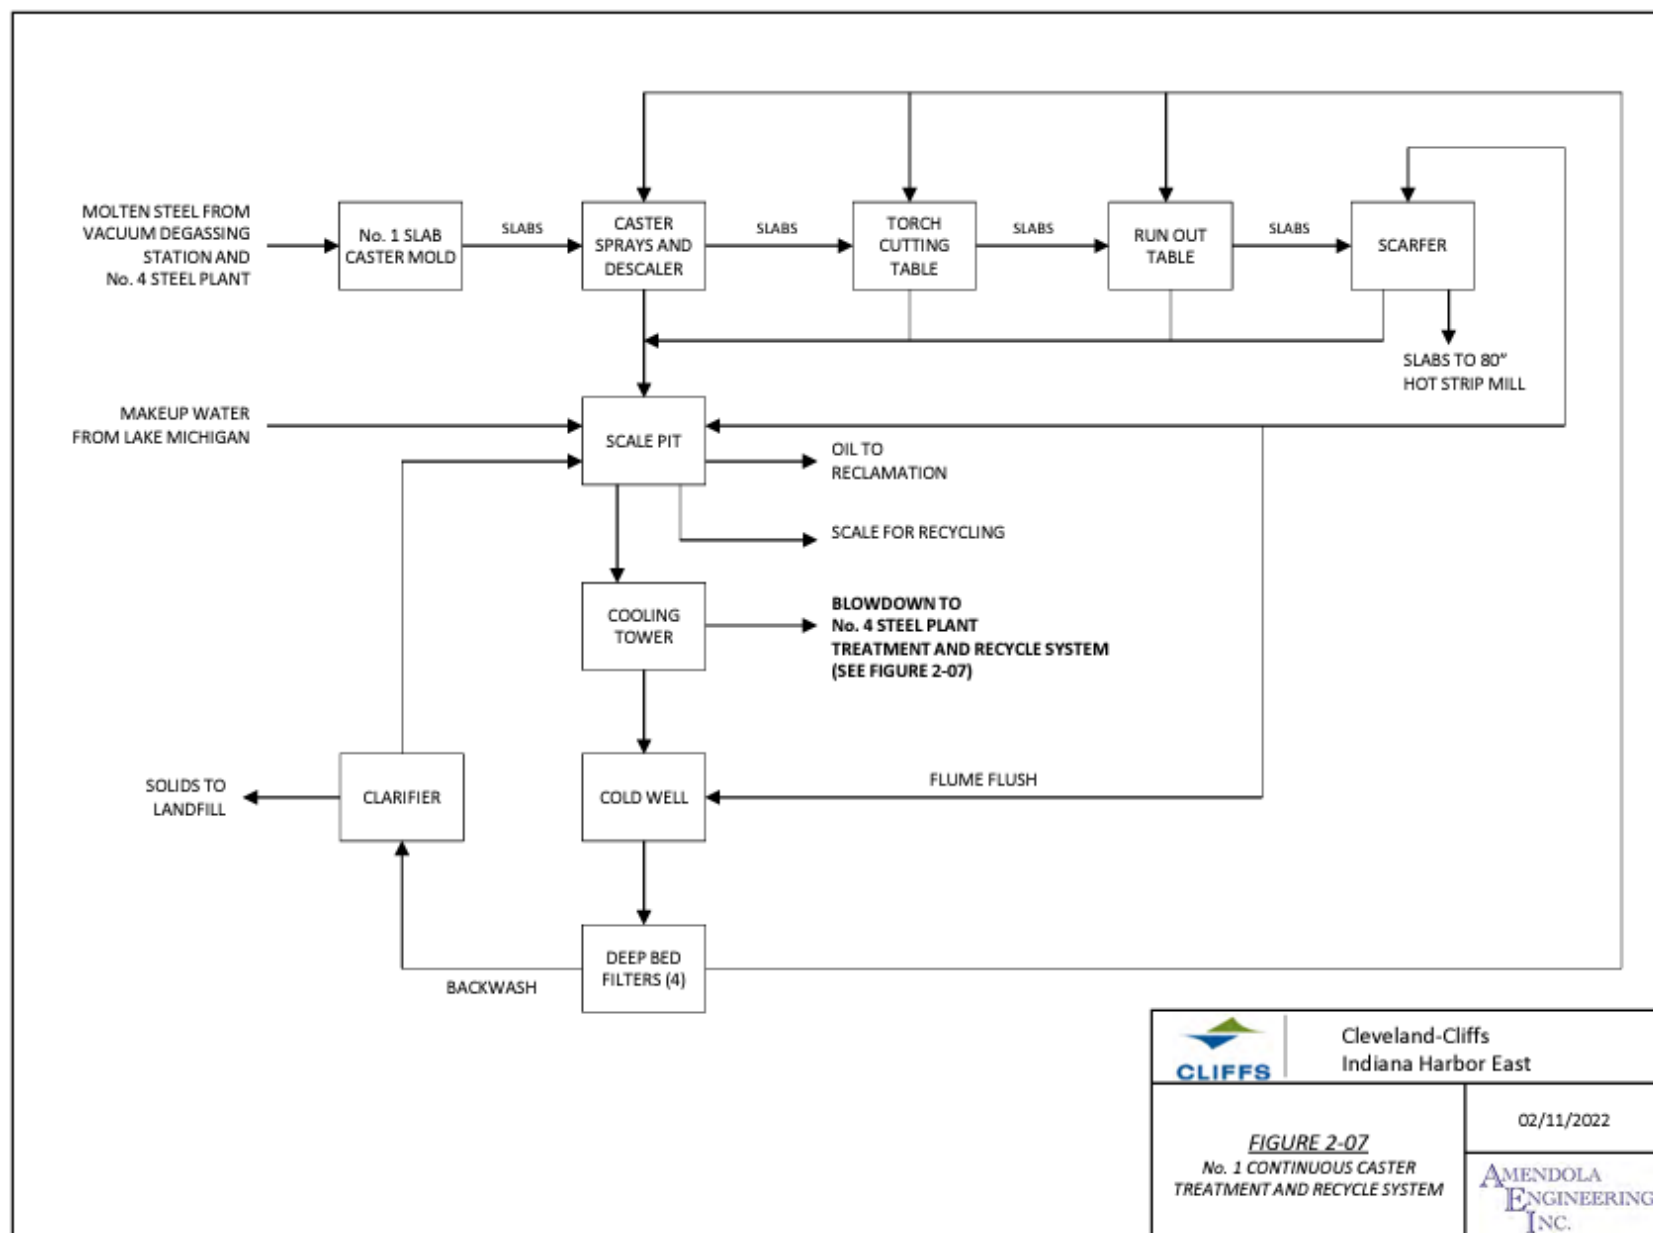 MOLTEN STEEL FROM
VACUUM DEGASSING
STATION AND
No. 4 STEEL PLANT
No. 1 SLAB
CASTER MOLD
SLABS
CASTER
SPRAYS AND
DESCALER
SLABS
TORCH
CUTTING
TABLE
SLABS
RUN OUT
TABLE
SLABS
SCARFER
SLABS TO 80”
HOT STRIP MILL
MAKEUP WATER
FROM LAKE MICHIGAN
SCALE PIT
OIL TO
RECLAMATION
SCALE FOR RECYCLING
COOLING
TOWER
BLOWDOWN TO
No. 4 STEEL PLANT
TREATMENT AND RECYCLE SYSTEM
(SEE FIGURE 2-07)
SOLIDS TO
LANDFILL
CLARIFIER
COLD WELL
FLUME FLUSH
BACKWASH
DEEP BED
FILTERS (4)
CLIFFS
Cleveland-Cliffs
Indiana Harbor East
FIGURE 2-07
No. 1 CONTINUOUS CASTER
TREATMENT AND RECYCLE SYSTEM
02/11/2022
AMENDOLA
ENGINEERING
INC.